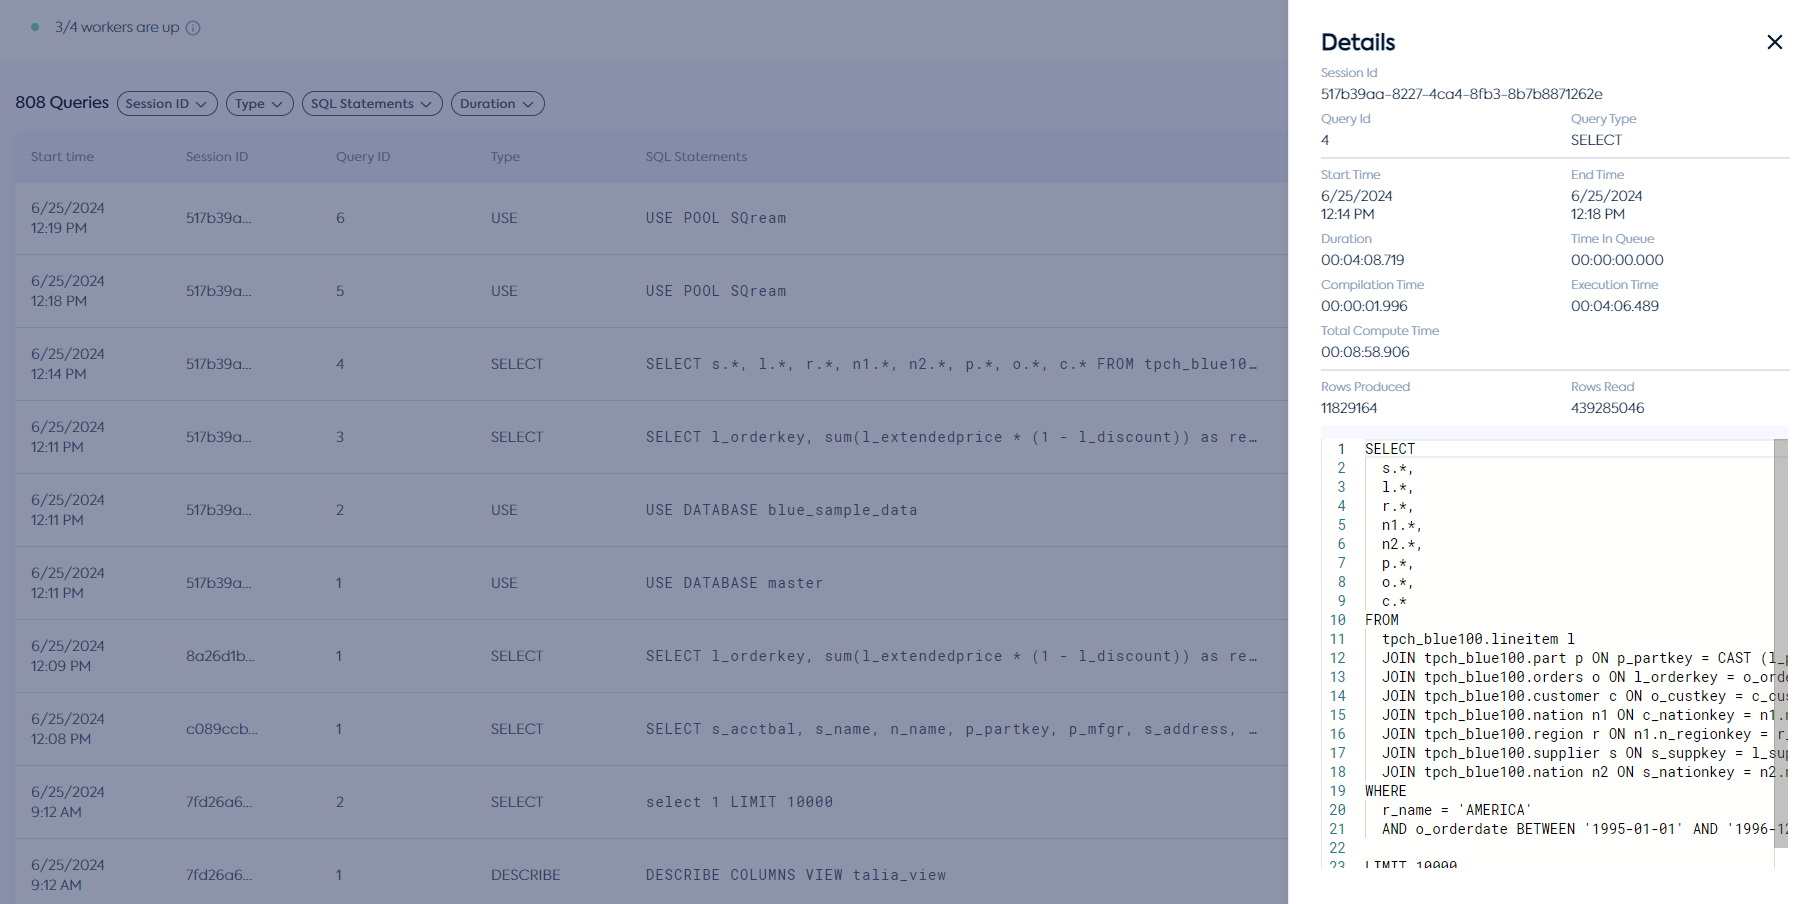 3/4 workers are up
808 Queries Session ID Type SQL Statements Duration
Start time Session ID Query ID Type SQL Statements
6/25/2024 12:19 PM 517b39a... 6 USE USE POOL SQream
6/25/2024 12:18 PM 517b39a... 5 USE USE POOL SQream
6/25/2024 12:14 PM 517b39a... 4 SELECT SELECT s.*, l.*, r.*, n1.*, n2.*, p.*, o.*, c.* FROM tpch_blue10…
6/25/2024 12:11 PM 517b39a... 3 SELECT SELECT l_orderkey, sum(l_extendedprice * (1 - l_discount)) as re…
6/25/2024 12:11 PM 517b39a... 2 USE USE DATABASE blue_sample_data
6/25/2024 12:11 PM 517b39a... 1 USE USE DATABASE master
6/25/2024 12:09 PM 8a26d1b... 1 SELECT SELECT l_orderkey, sum(l_extendedprice * (1 - l_discount)) as re…
6/25/2024 12:08 PM c089ccb... 1 SELECT SELECT s_acctbal, s_name, n_name, p_partkey, p_mfgr, s_address, …
6/25/2024 9:12 AM 7fd26a6... 2 SELECT select 1 LIMIT 10000
6/25/2024 9:12 AM 7fd26a6... 1 DESCRIBE DESCRIBE COLUMNS VIEW talia_view
Details
Session Id
517b39aa-8227-4ca4-8fb3-8b7b8871262e
Query Id Query Type
4 SELECT
Start Time End Time
6/25/2024 6/25/2024
12:14 PM 12:18 PM
Duration Time In Queue
00:04:08.719 00:00:00.000
Compilation Time Execution Time
00:00:01.996 00:04:06.489
Total Compute Time
00:08:58.906
Rows Produced Rows Read
11829164 439285046
1 SELECT
2 s.*,
3 l.*,
4 r.*,
5 n1.*,
6 n2.*,
7 p.*,
8 o.*,
9 c.*
10 FROM
11 tpch_blue100.lineitem l
12 JOIN tpch_blue100.part p ON p_partkey = CAST (l_p
13 JOIN tpch_blue100.orders o ON l_orderkey = o_orde
14 JOIN tpch_blue100.customer c ON o_custkey = c_cus
15 JOIN tpch_blue100.nation n1 ON c_nationkey = n1.n
16 JOIN tpch_blue100.region r ON n1.n_regionkey = r_
17 JOIN tpch_blue100.supplier s ON s_suppkey = l_sup
18 JOIN tpch_blue100.nation n2 ON s_nationkey = n2.n
19 WHERE
20 r_name = 'AMERICA'
21 AND o_orderdate BETWEEN '1995-01-01' AND '1996-12
22
23 LIMIT 10000